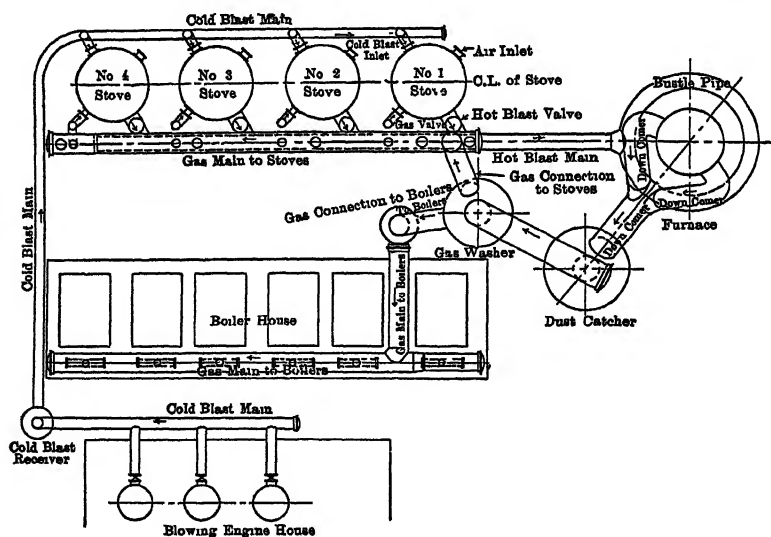 Cold Blast Main
Cold Blast
Inlet
Air Inlet
No 4
Stove
No 3
Stove
No 2
Stove
No 1
Stove
C.L. of Stove
Bustle Pipe
Gas Valve
Hot Blast Valve
Gas Main to Stoves
Hot Blast Main
Down Comer
Gas Connection
to Stoves
Gas Connection to Boilers
To Boilers
Down Comer
Down Comer
Furnace
Gas Washer
Dust Catcher
Cold Blast Main
Boiler House
Gas Main to Boilers
Gas Main to Boilers
Cold Blast Main
Cold Blast
Receiver
Blowing Engine House